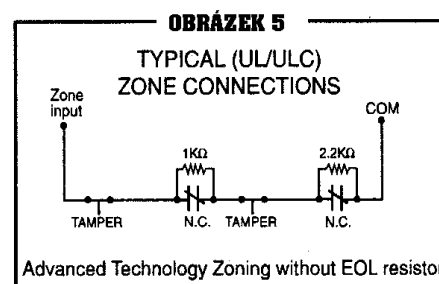 OBRÁZEK 5
TYPICAL (UL/ULC)
ZONE CONNECTIONS
Zone
input
COM
1KΩ
2.2KΩ
TAMPER
N.C.
TAMPER
N.C.
Advanced Technology Zoning without EOL resistor